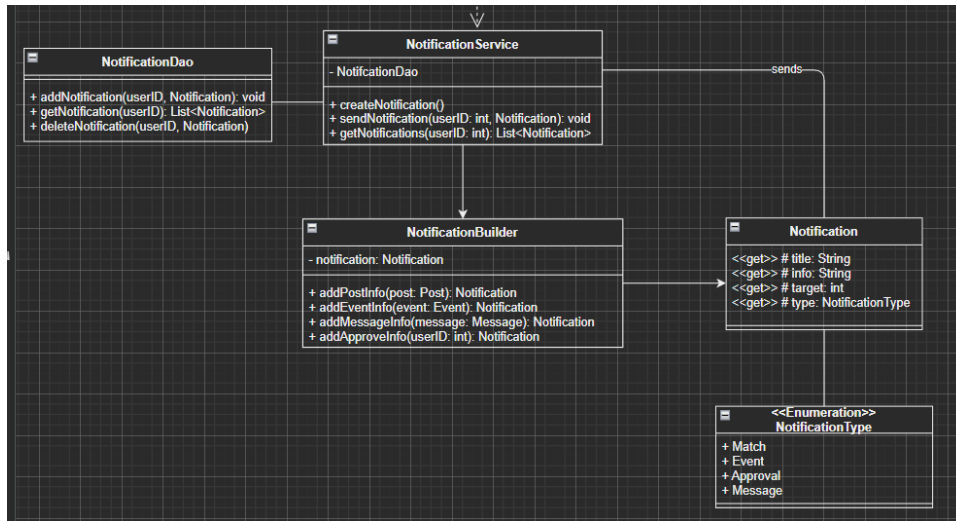 NotificationDao
+ addNotification(userID, Notification): void
+ getNotification(userID): List<Notification>
+ deleteNotification(userID, Notification)
NotificationService
- NotifcationDao
+ createNotification()
+ sendNotification(userID: int, Notification): void
+ getNotifications(userID: int): List<Notification>
sends
NotificationBuilder
- notification: Notification
+ addPostInfo(post: Post): Notification
+ addEventInfo(event: Event): Notification
+ addMessageInfo(message: Message): Notification
+ addApproveInfo(userID: int): Notification
Notification
<<get>> # title: String
<<get>> # info: String
<<get>> # target: int
<<get>> # type: NotificationType
<<Enumeration>>
NotificationType
+ Match
+ Event
+ Approval
+ Message